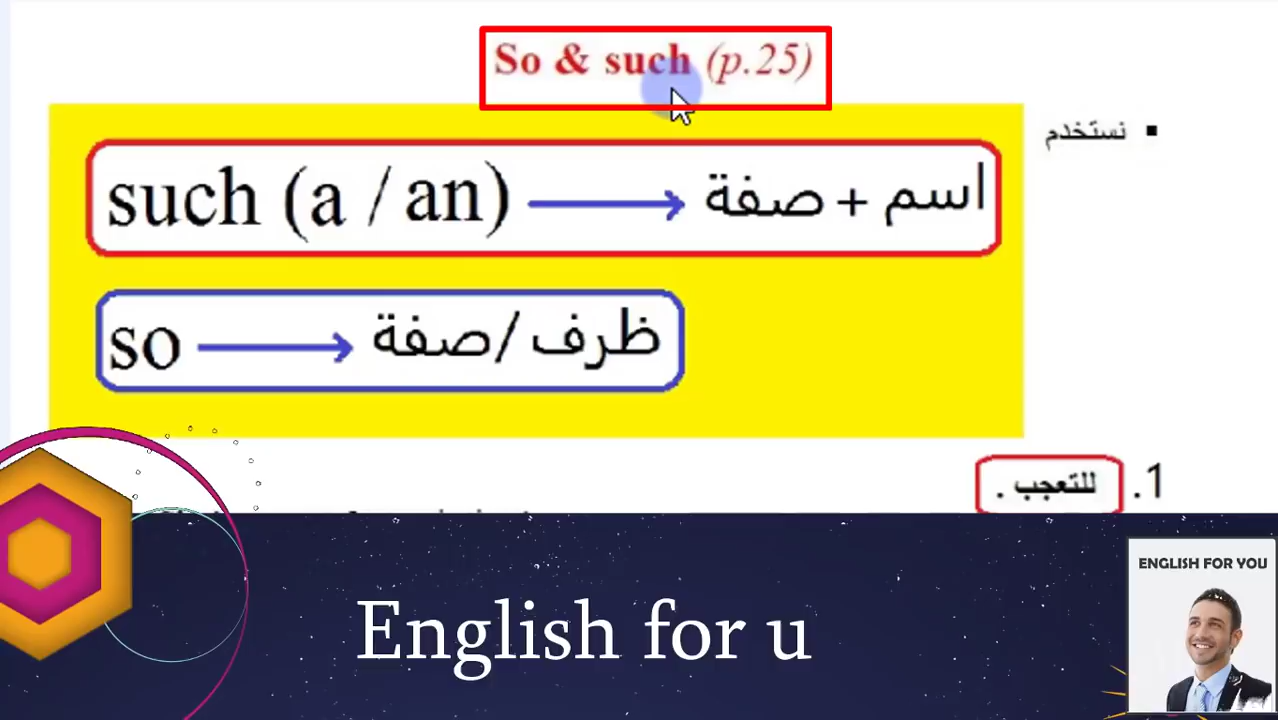 So & such (p.25)
▪ نستخدم
such (a / an) → صفة + اسم
so → صفة/ ظرف
1. للتعجب .
English for u
ENGLISH FOR YOU